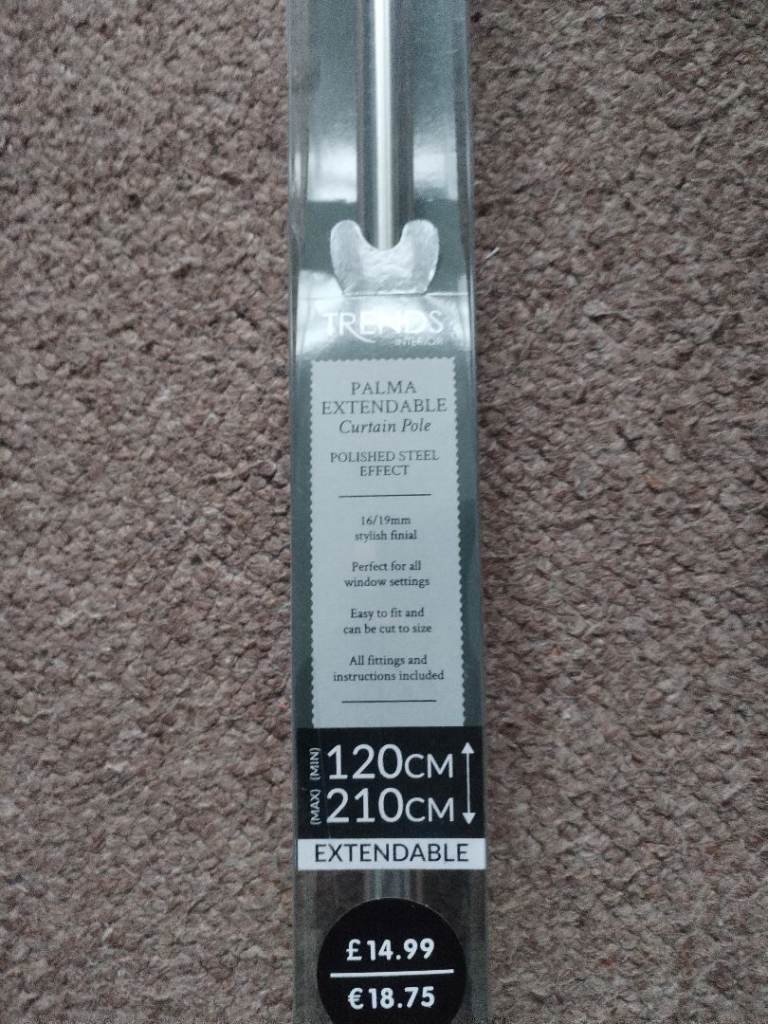 TRENDS
INTERIOR
PALMA
EXTENDABLE
Curtain Pole
POLISHED STEEL
EFFECT
16/19mm
stylish finial
Perfect for all
window settings
Easy to fit and
can be cut to size
All fittings and
instructions included
(MIN) 120CM
(MAX) 210CM
EXTENDABLE
£14.99
€18.75